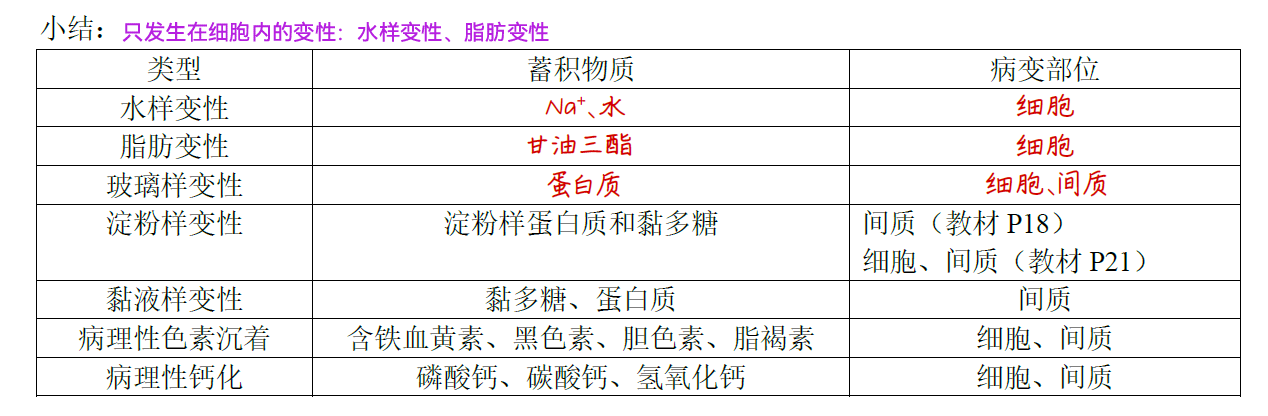 小结：只发生在细胞内的变性：水样变性、脂肪变性
类型 蓄积物质 病变部位
水样变性 Na⁺、水 细胞
脂肪变性 甘油三酯 细胞
玻璃样变性 蛋白质 细胞、间质
淀粉样变性 淀粉样蛋白质和黏多糖 间质（教材 P18）
细胞、间质（教材 P21）
黏液样变性 黏多糖、蛋白质 间质
病理性色素沉着 含铁血黄素、黑色素、胆色素、脂褐素 细胞、间质
病理性钙化 磷酸钙、碳酸钙、氢氧化钙 细胞、间质